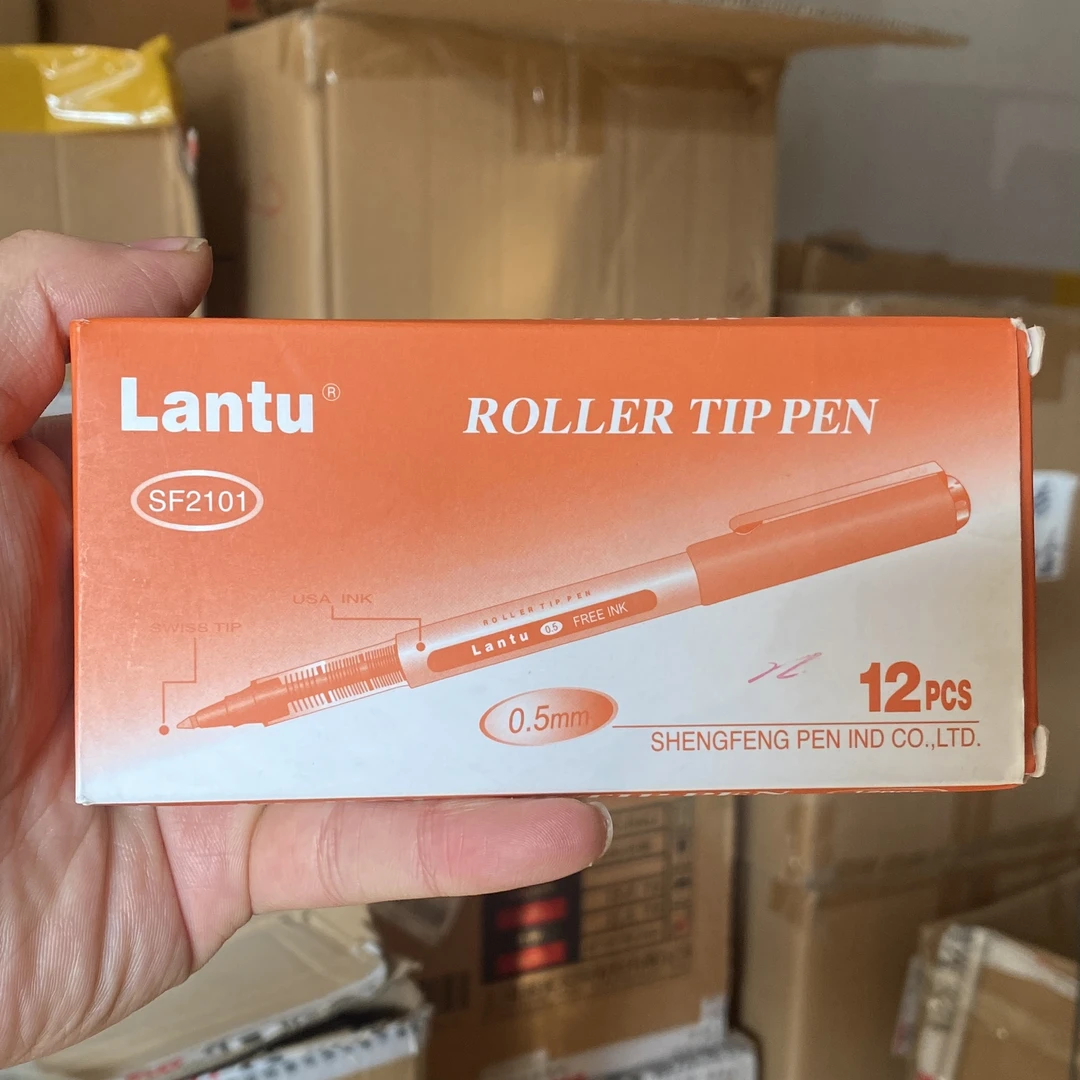 Lantu®
ROLLER TIP PEN
SF2101
USA INK
SWISS TIP
ROLLER TIP PEN
Lantu 0.5 FREE INK
0.5mm
12PCS
SHENGFENG PEN IND CO.,LTD.